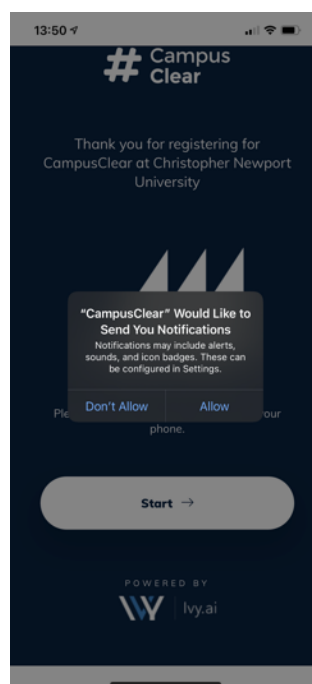 13:50
# Campus
Clear
Thank you for registering for
CampusClear at Christopher Newport
University
"CampusClear" Would Like to
Send You Notifications
Notifications may include alerts,
sounds, and icon badges. These can
be configured in Settings.
Don't Allow
Allow
phone.
Start →
POWERED BY
Ivy.ai